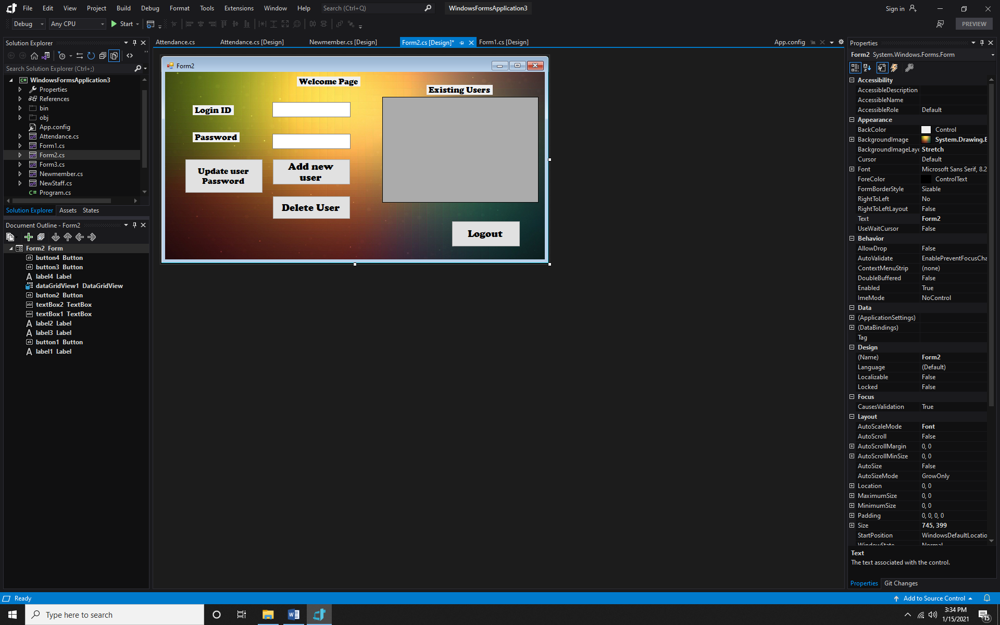 File Edit View Project Build Debug Format Tools Extensions Window Help Search (Ctrl+Q) WindowsFormsApplication3 Sign in
Debug Any CPU Start PREVIEW
Solution Explorer
Search Solution Explorer (Ctrl+;)
WindowsFormsApplication3
Properties
References
bin
obj
App.config
Attendance.cs
Form1.cs
Form2.cs
Form3.cs
Newmember.cs
NewStaff.cs
C# Program.cs
Solution Explorer Assets States
Document Outline - Form2
Form2 Form
button4 Button
button3 Button
label4 Label
dataGridView1 DataGridView
button2 Button
textBox2 TextBox
textBox1 TextBox
label2 Label
label3 Label
button1 Button
label1 Label
Attendance.cs Attendance.cs [Design] Newmember.cs [Design] Form2.cs [Design]* Form1.cs [Design] App.config
Form2
Welcome Page
Existing Users
Login ID
Password
Update user
Password
Add new
user
Delete User
Logout
Properties
Form2 System.Windows.Forms.Form
Accessibility
AccessibleDescription
AccessibleName
AccessibleRole Default
Appearance
BackColor Control
BackgroundImage System.Drawing.B
BackgroundImageLayo Stretch
Cursor Default
Font Microsoft Sans Serif, 8.2
ForeColor ControlText
FormBorderStyle Sizable
RightToLeft No
RightToLeftLayout False
Text Form2
UseWaitCursor False
Behavior
AllowDrop False
AutoValidate EnablePreventFocusCha
ContextMenuStrip (none)
DoubleBuffered False
Enabled True
ImeMode NoControl
Data
(ApplicationSettings)
(DataBindings)
Tag
Design
(Name) Form2
Language (Default)
Localizable False
Locked False
Focus
CausesValidation True
Layout
AutoScaleMode Font
AutoScroll False
AutoScrollMargin 0, 0
AutoScrollMinSize 0, 0
AutoSize False
AutoSizeMode GrowOnly
Location 0, 0
MaximumSize 0, 0
MinimumSize 0, 0
Padding 0, 0, 0, 0
Size 745, 399
StartPosition WindowsDefaultLocatio
WindowState Normal
Text
The text associated with the control.
Properties Git Changes
Ready Add to Source Control
Type here to search
3:34 PM
1/15/2021
15